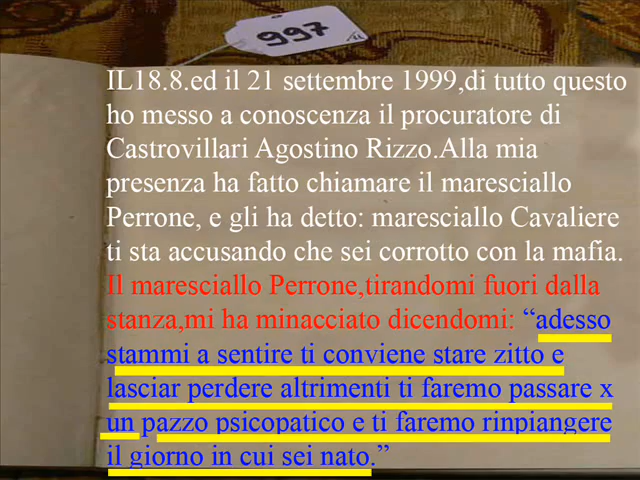 997
IL18.8.ed il 21 settembre 1999,di tutto questo
ho messo a conoscenza il procuratore di
Castrovillari Agostino Rizzo.Alla mia
presenza ha fatto chiamare il maresciallo
Perrone, e gli ha detto: maresciallo Cavaliere
ti sta accusando che sei corrotto con la mafia.
Il maresciallo Perrone,tirandomi fuori dalla
stanza,mi ha minacciato dicendomi: “adesso
stammi a sentire ti conviene stare zitto e
lasciar perdere altrimenti ti faremo passare x
un pazzo psicopatico e ti faremo rinpiangere
il giorno in cui sei nato.”